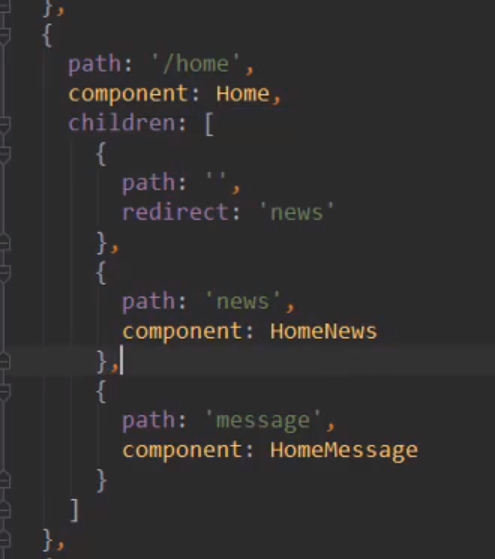 },
{
path: '/home',
component: Home,
children: [
{
path: '',
redirect: 'news'
},
{
path: 'news',
component: HomeNews
},
{
path: 'message',
component: HomeMessage
}
]
},